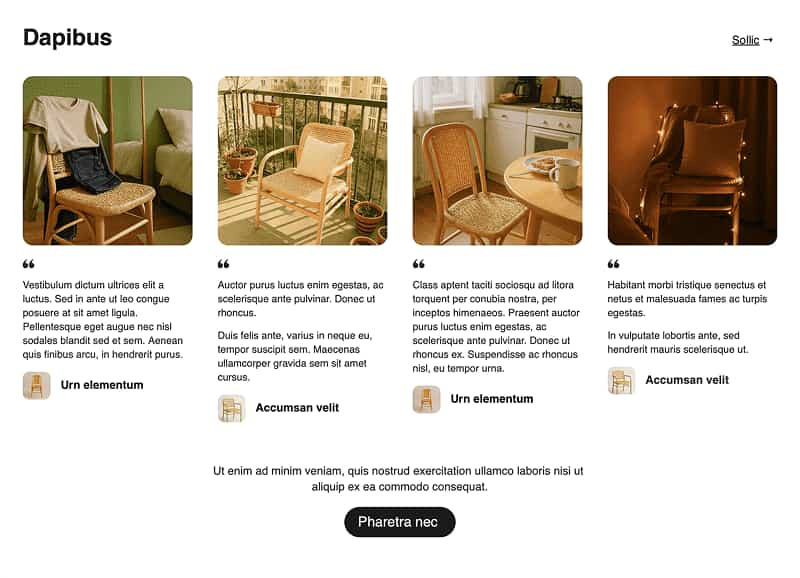 Dapibus
Sollic →
❝
Vestibulum dictum ultrices elit a
luctus. Sed in ante ut leo congue
posuere at sit amet ligula.
Pellentesque eget augue nec nisl
sodales blandit sed et sem. Aenean
quis finibus arcu, in hendrerit purus.
Urn elementum
❝
Auctor purus luctus enim egestas, ac
scelerisque ante pulvinar. Donec ut
rhoncus.
Duis felis ante, varius in neque eu,
tempor suscipit sem. Maecenas
ullamcorper gravida sem sit amet
cursus.
Accumsan velit
❝
Class aptent taciti sociosqu ad litora
torquent per conubia nostra, per
inceptos himenaeos. Praesent auctor
purus luctus enim egestas, ac
scelerisque ante pulvinar. Donec ut
rhoncus ex. Suspendisse ac rhoncus
nisl, eu tempor urna.
Urn elementum
❝
Habitant morbi tristique senectus et
netus et malesuada fames ac turpis
egestas.
In vulputate lobortis ante, sed
hendrerit mauris scelerisque ut.
Accumsan velit
Ut enim ad minim veniam, quis nostrud exercitation ullamco laboris nisi ut
aliquip ex ea commodo consequat.
Pharetra nec